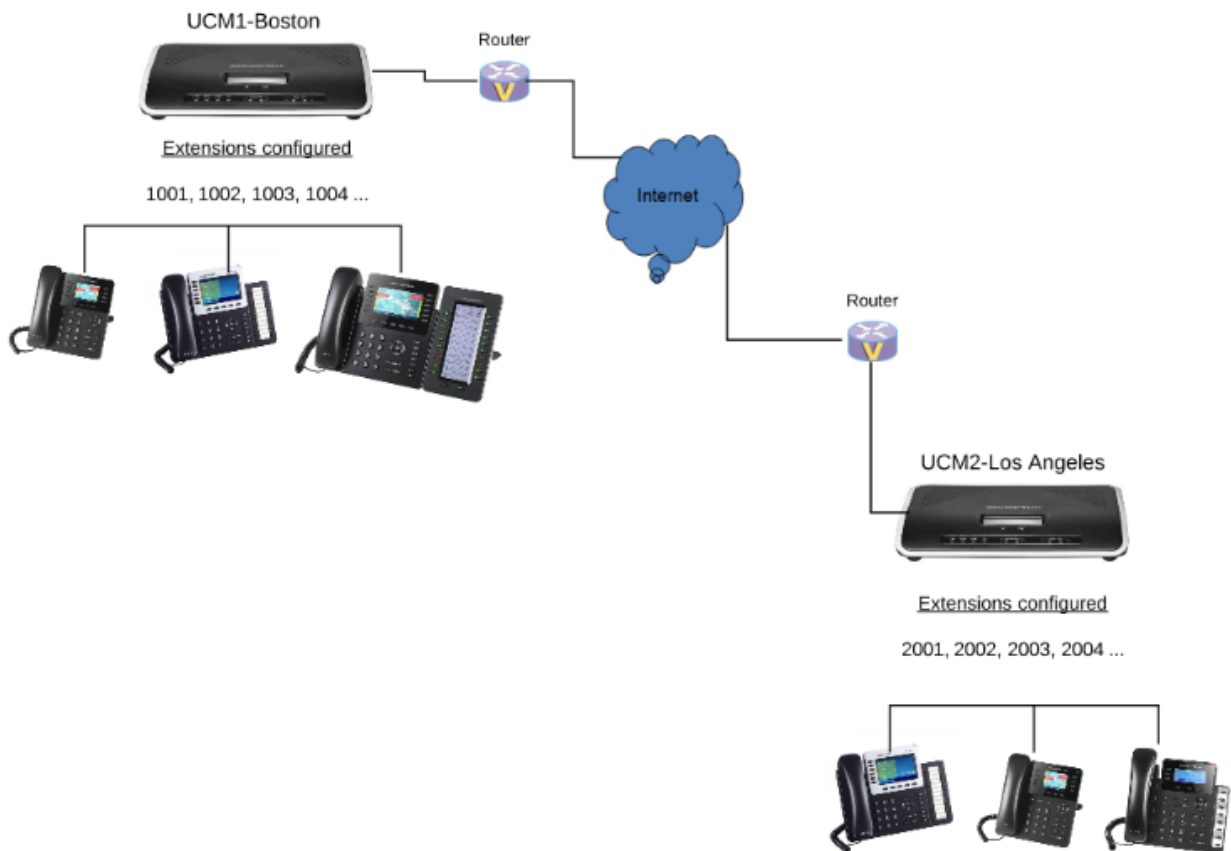 UCM1-Boston
Router
Extensions configured
1001, 1002, 1003, 1004 ...
Internet
Router
UCM2-Los Angeles
Extensions configured
2001, 2002, 2003, 2004 ...